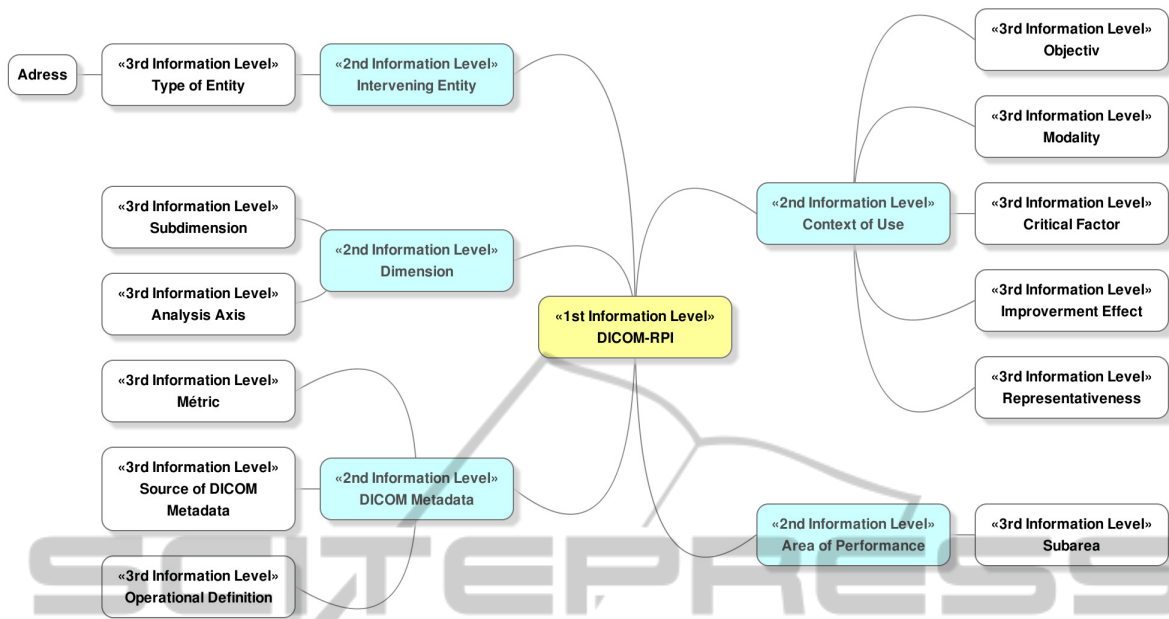 Adress
«3rd Information Level»
Type of Entity
«2nd Information Level»
Intervening Entity
«3rd Information Level»
Subdimension
«3rd Information Level»
Analysis Axis
«2nd Information Level»
Dimension
«3rd Information Level»
Métric
«3rd Information Level»
Source of DICOM
Metadata
«3rd Information Level»
Operational Definition
«2nd Information Level»
DICOM Metadata
«1st Information Level»
DICOM-RPI
«2nd Information Level»
Context of Use
«3rd Information Level»
Objectiv
«3rd Information Level»
Modality
«3rd Information Level»
Critical Factor
«3rd Information Level»
Improverment Effect
«3rd Information Level»
Representativeness
«2nd Information Level»
Area of Performance
«3rd Information Level»
Subarea
SCITEPRESS